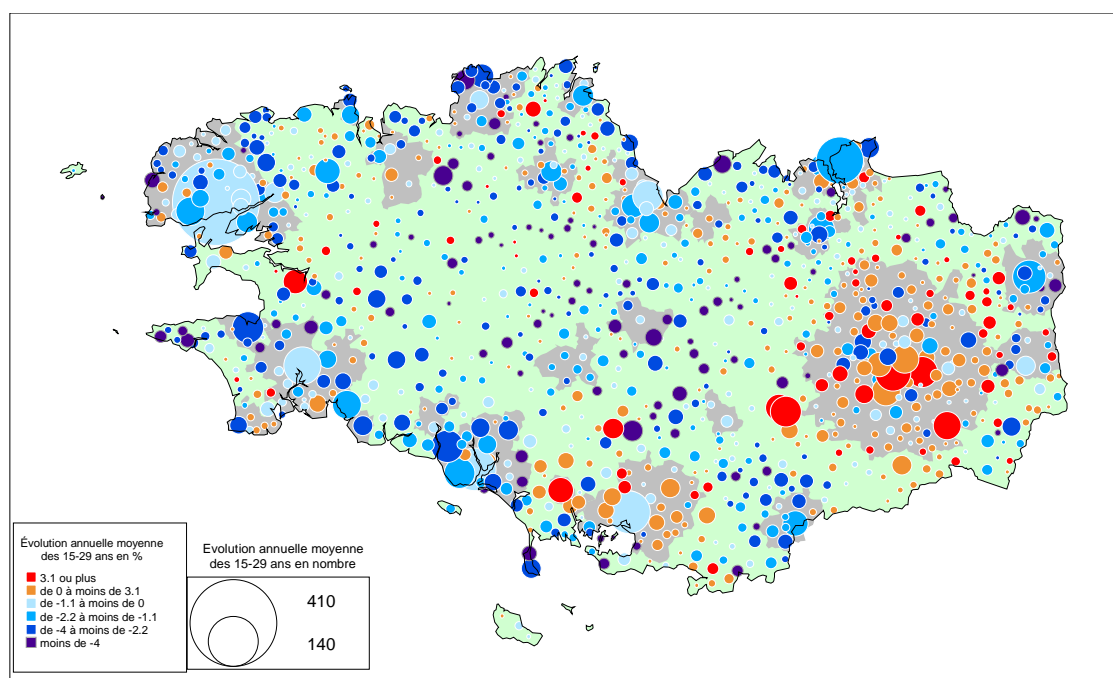 Évolution annuelle moyenne
des 15-29 ans en %
3.1 ou plus
de 0 à moins de 3.1
de -1.1 à moins de 0
de -2.2 à moins de -1.1
de -4 à moins de -2.2
moins de -4
Evolution annuelle moyenne
des 15-29 ans en nombre
410
140